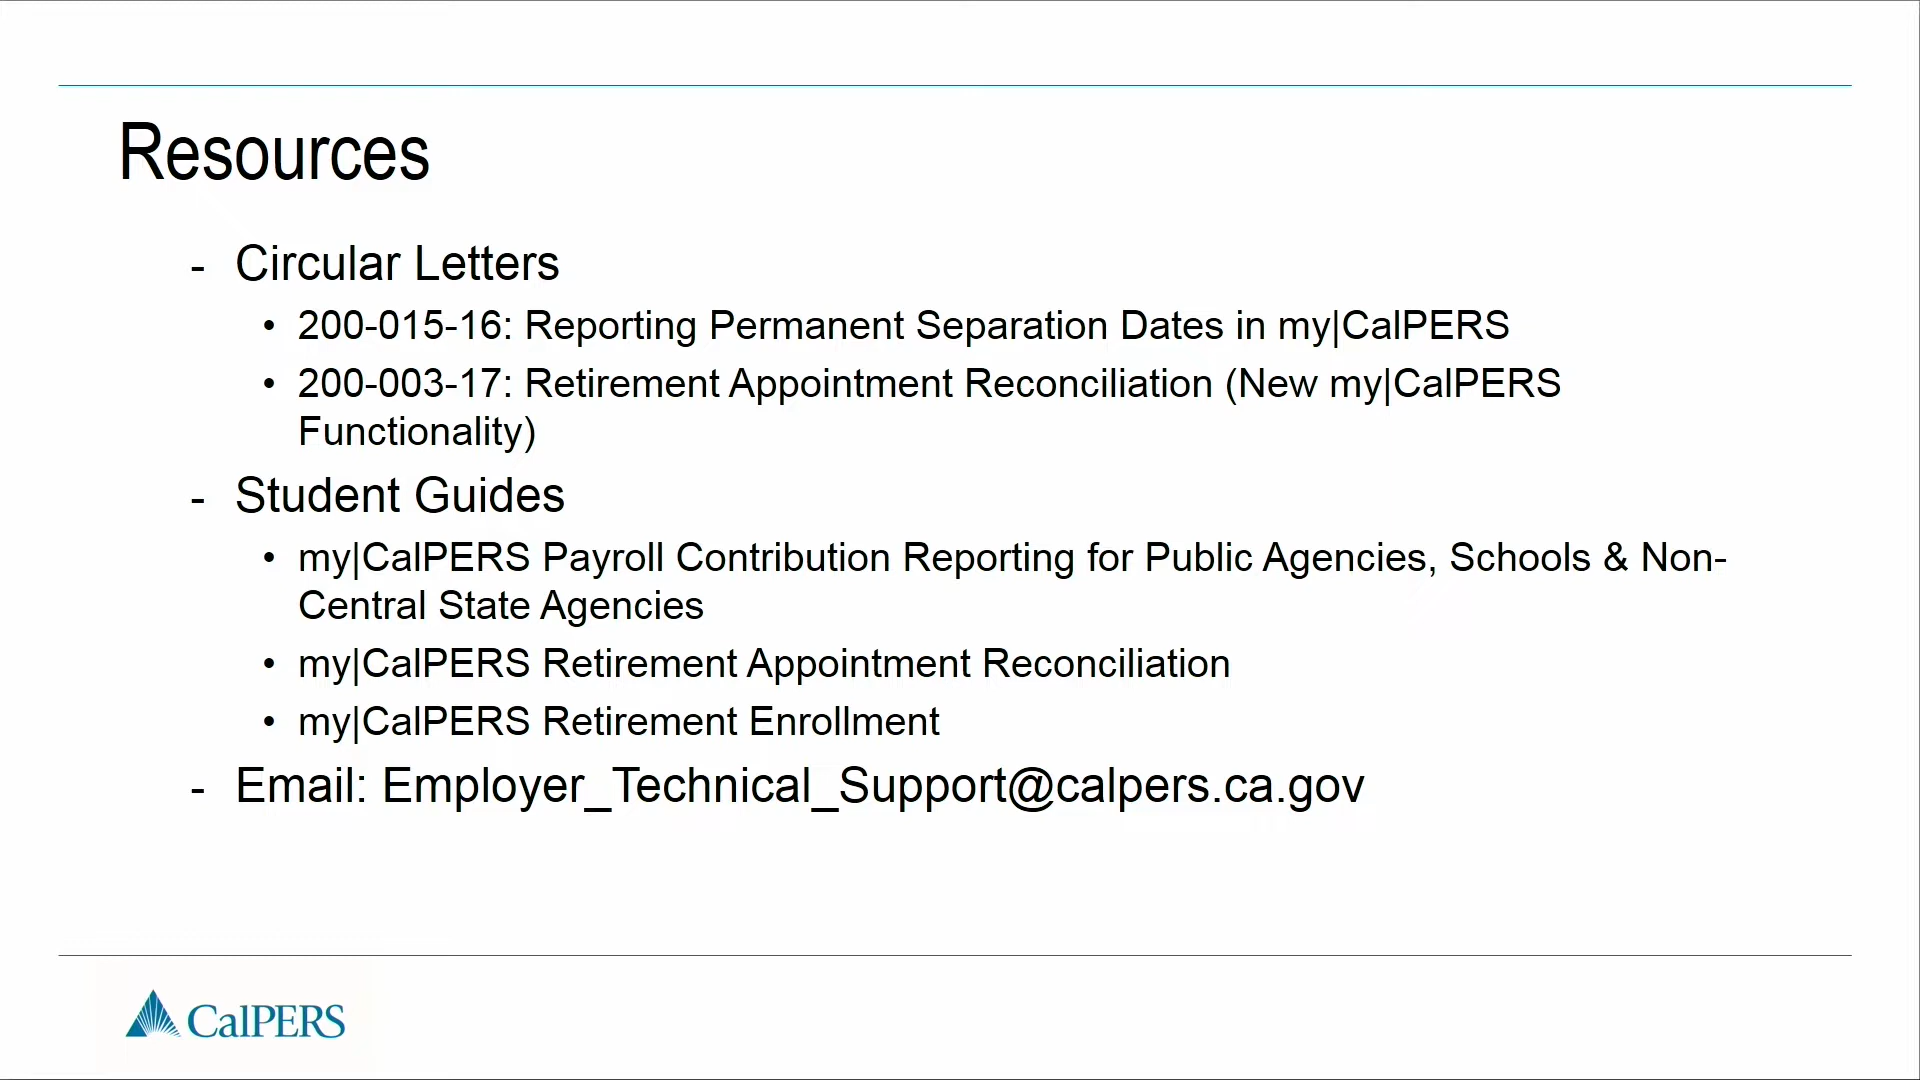 Resources
- Circular Letters
• 200-015-16: Reporting Permanent Separation Dates in my|CalPERS
• 200-003-17: Retirement Appointment Reconciliation (New my|CalPERS
Functionality)
- Student Guides
• my|CalPERS Payroll Contribution Reporting for Public Agencies, Schools & Non-
Central State Agencies
• my|CalPERS Retirement Appointment Reconciliation
• my|CalPERS Retirement Enrollment
- Email: Employer_Technical_Support@calpers.ca.gov
CalPERS